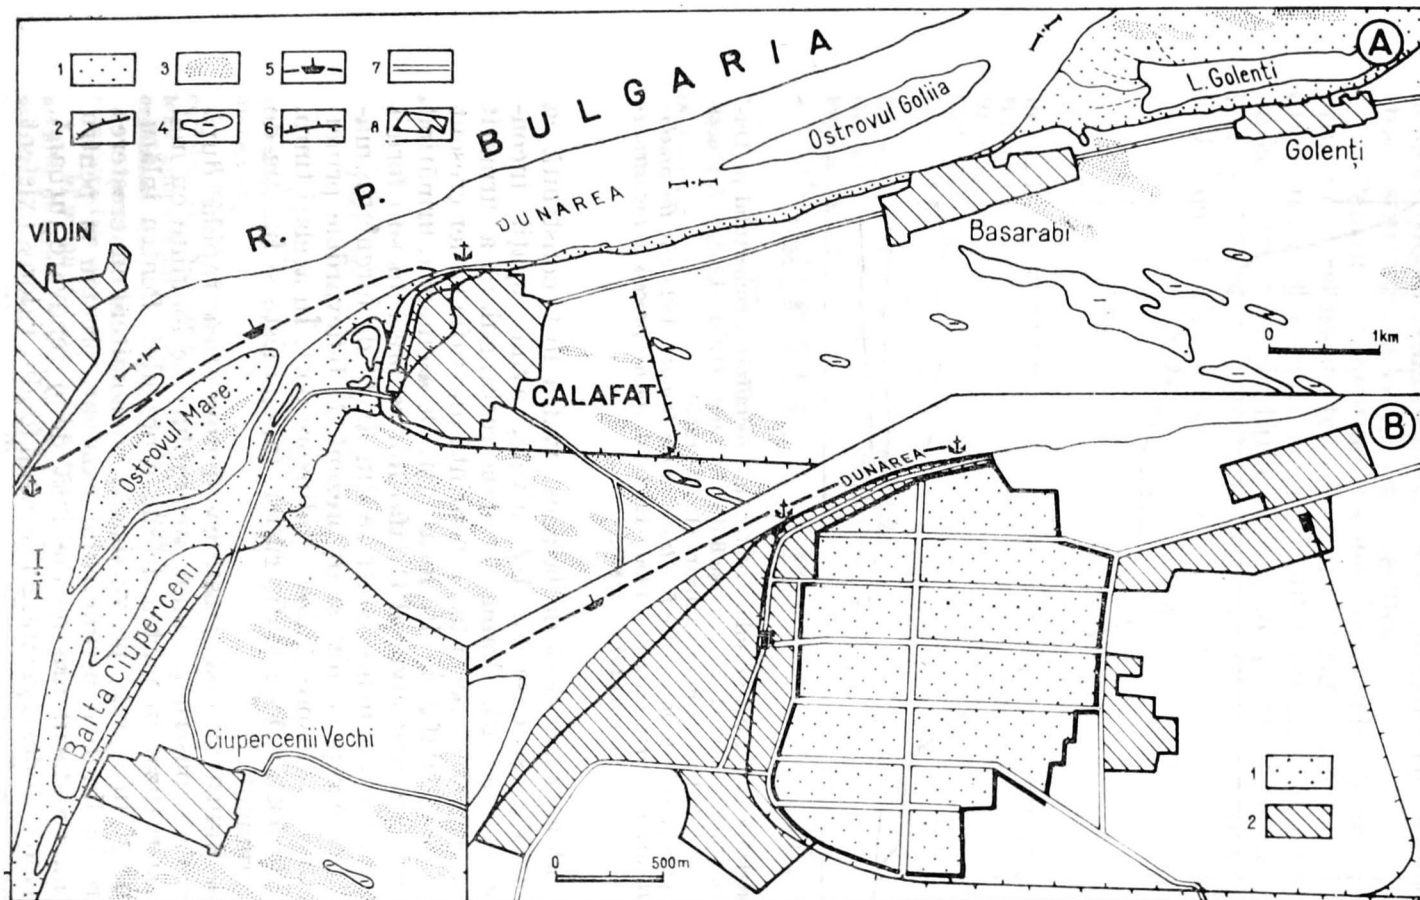 A
1 3 5 7
2 4 6 8
R. P. BULGARIA
L. Golenți
Ostrovul Goliia
Golenți
DUNĂREA
VIDIN
Basarabi
0 1km
CALAFAT
Ostrovul Mare
B
DUNĂREA
Balta Ciuperceni
Ciupercenii Vechi
1
2
0 500m